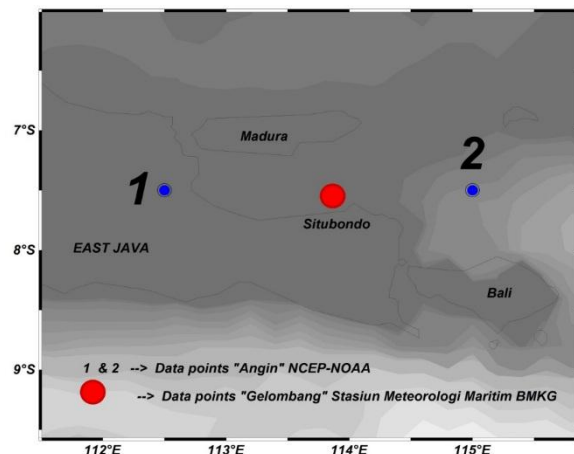 7°S
Madura
1
2
Situbondo
EAST JAVA
8°S
Bali
9°S
1 & 2 --> Data points "Angin" NCEP-NOAA
--> Data points "Gelombang" Stasiun Meteorologi Maritim BMKG
112°E 113°E 114°E 115°E